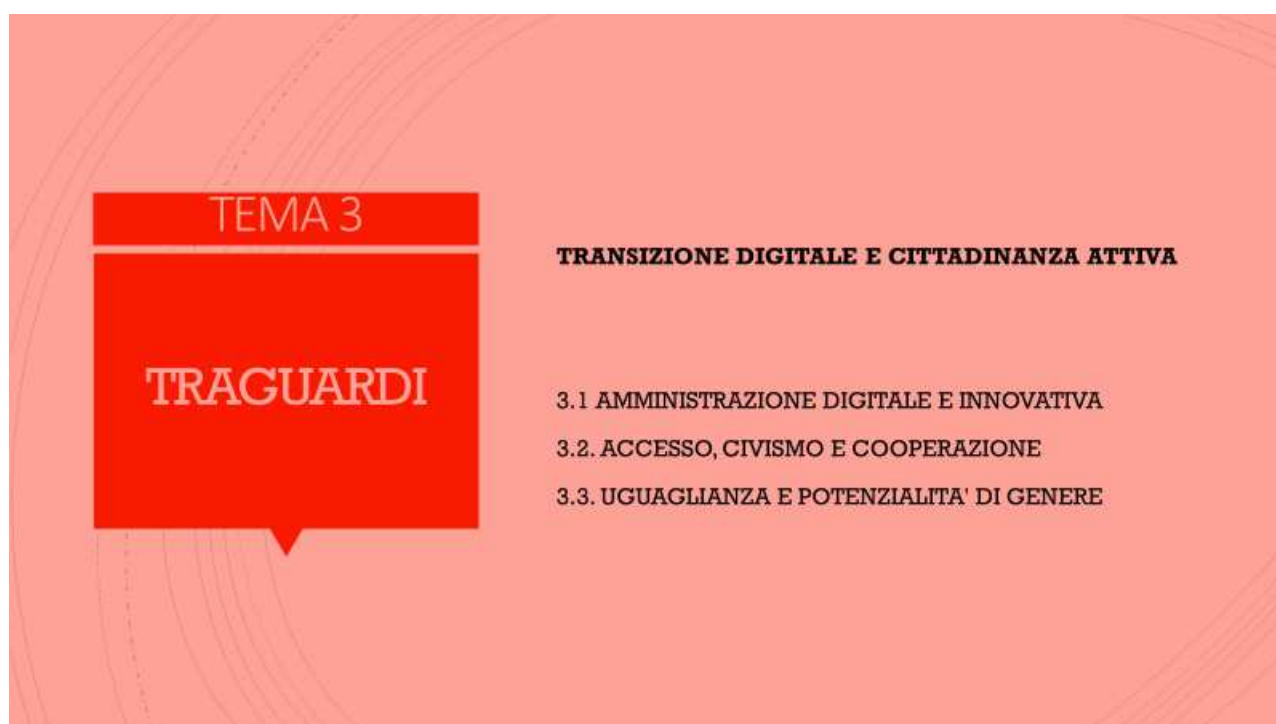 TEMA 3
TRAGUARDI
TRANSIZIONE DIGITALE E CITTADINANZA ATTIVA
3.1 AMMINISTRAZIONE DIGITALE E INNOVATIVA
3.2. ACCESSO, CIVISMO E COOPERAZIONE
3.3. UGUAGLIANZA E POTENZIALITA' DI GENERE